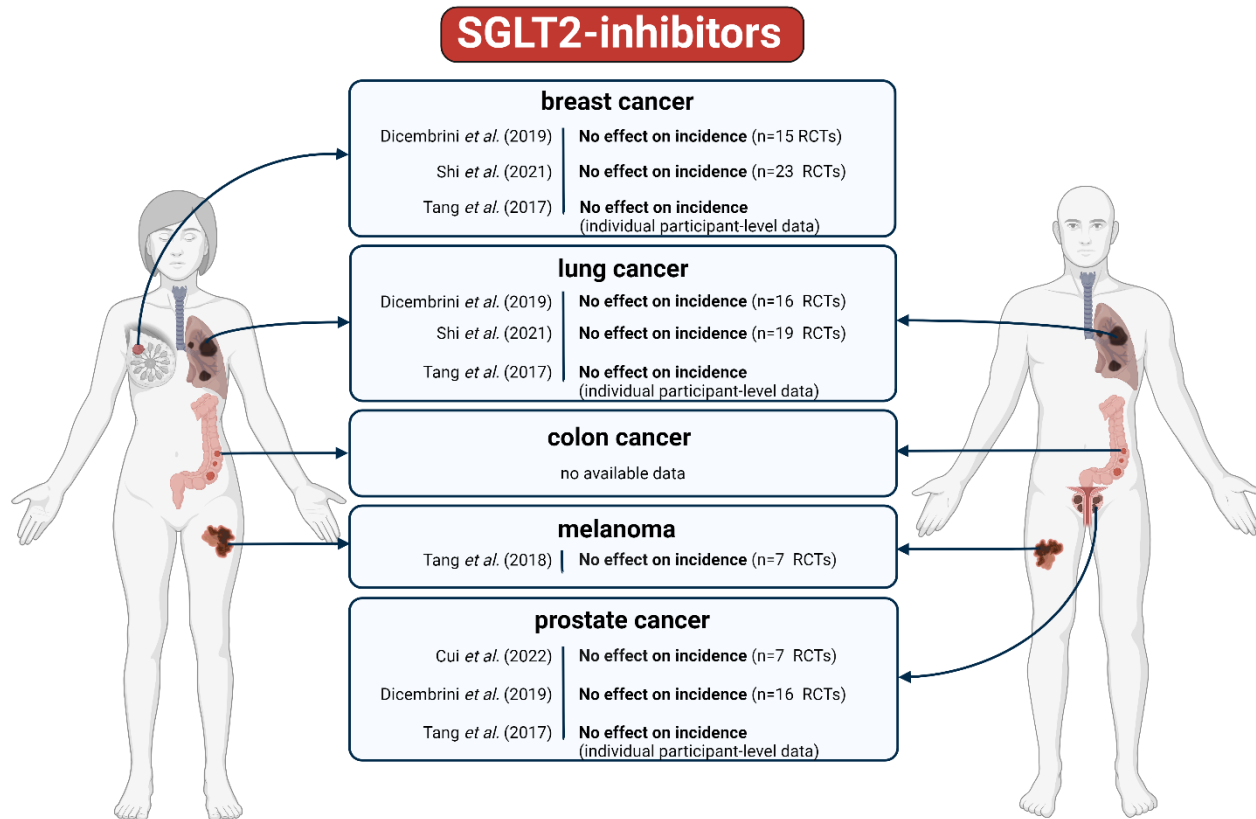 SGLT2-inhibitors
breast cancer
Dicembrini et al. (2019) No effect on incidence (n=15 RCTs)
Shi et al. (2021) No effect on incidence (n=23 RCTs)
Tang et al. (2017) No effect on incidence
(individual participant-level data)
lung cancer
Dicembrini et al. (2019) No effect on incidence (n=16 RCTs)
Shi et al. (2021) No effect on incidence (n=19 RCTs)
Tang et al. (2017) No effect on incidence
(individual participant-level data)
colon cancer
no available data
melanoma
Tang et al. (2018) No effect on incidence (n=7 RCTs)
prostate cancer
Cui et al. (2022) No effect on incidence (n=7 RCTs)
Dicembrini et al. (2019) No effect on incidence (n=16 RCTs)
Tang et al. (2017) No effect on incidence
(individual participant-level data)